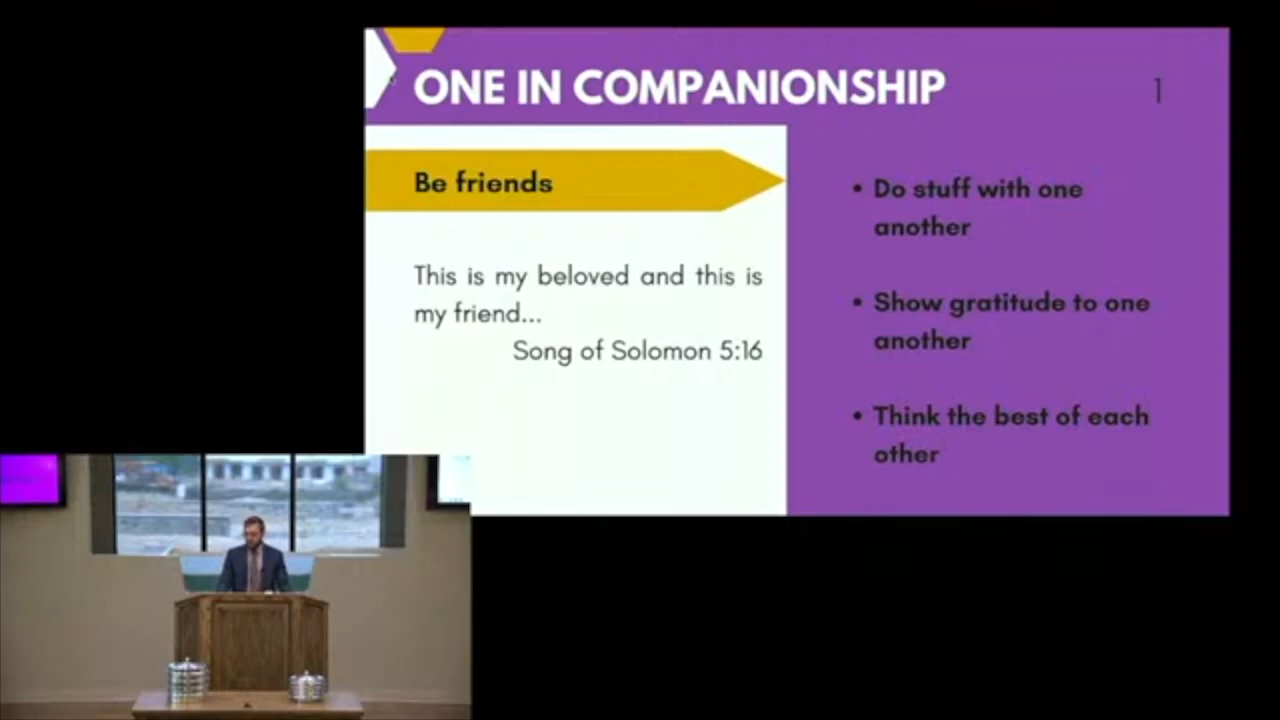 ONE IN COMPANIONSHIP
1
Be friends
This is my beloved and this is
my friend...
Song of Solomon 5:16
• Do stuff with one
another
• Show gratitude to one
another
• Think the best of each
other